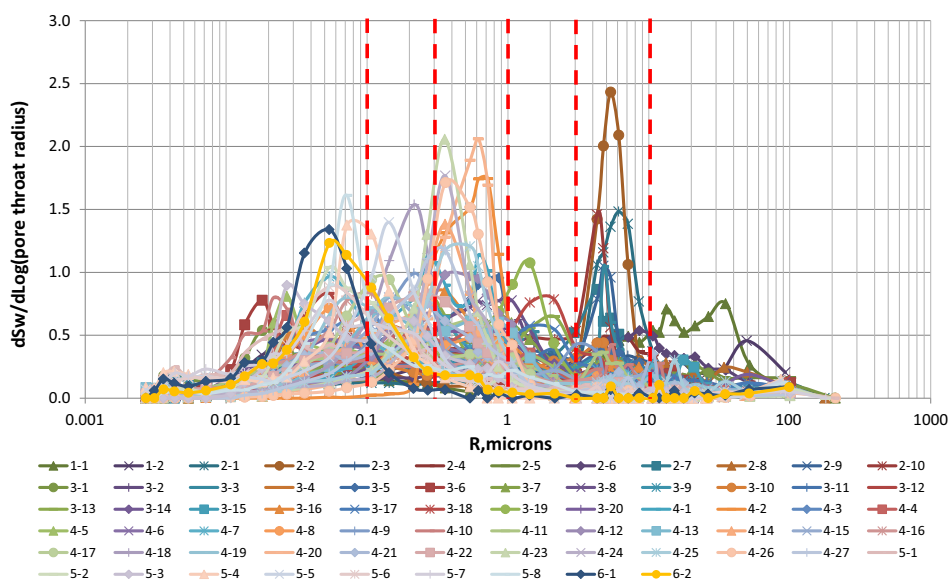 3.0
2.5
2.0
1.5
1.0
0.5
0.0
dSw/dLog(pore throat radius)
0.001 0.01 0.1 1 10 100 1000
R,microns
1-1 1-2 2-1 2-2 2-3 2-4 2-5 2-6 2-7 2-8 2-9 2-10
3-1 3-2 3-3 3-4 3-5 3-6 3-7 3-8 3-9 3-10 3-11 3-12
3-13 3-14 3-15 3-16 3-17 3-18 3-19 3-20 4-1 4-2 4-3 4-4
4-5 4-6 4-7 4-8 4-9 4-10 4-11 4-12 4-13 4-14 4-15 4-16
4-17 4-18 4-19 4-20 4-21 4-22 4-23 4-24 4-25 4-26 4-27 5-1
5-2 5-3 5-4 5-5 5-6 5-7 5-8 6-1 6-2